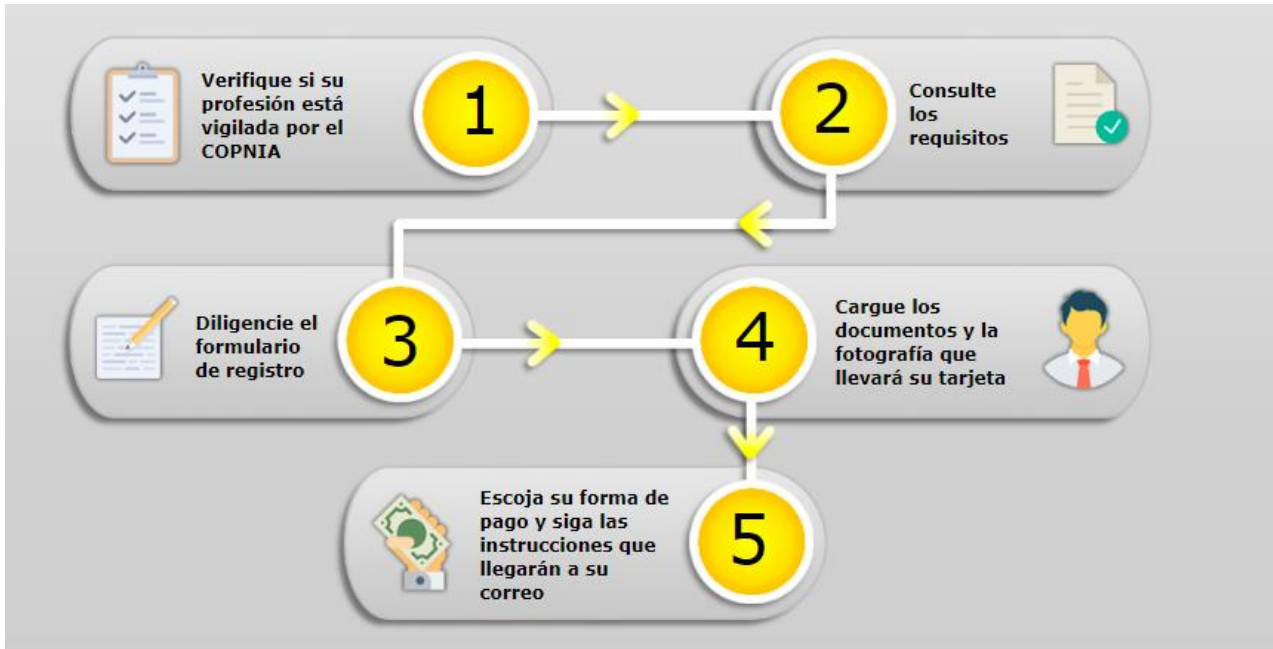 Verifique si su
profesión está
vigilada por el
COPNIA
1
2
Consulte
los
requisitos
Diligencie el
formulario
de registro
3
4
Cargue los
documentos y la
fotografía que
llevará su tarjeta
Escoja su forma de
pago y siga las
instrucciones que
llegarán a su
correo
5